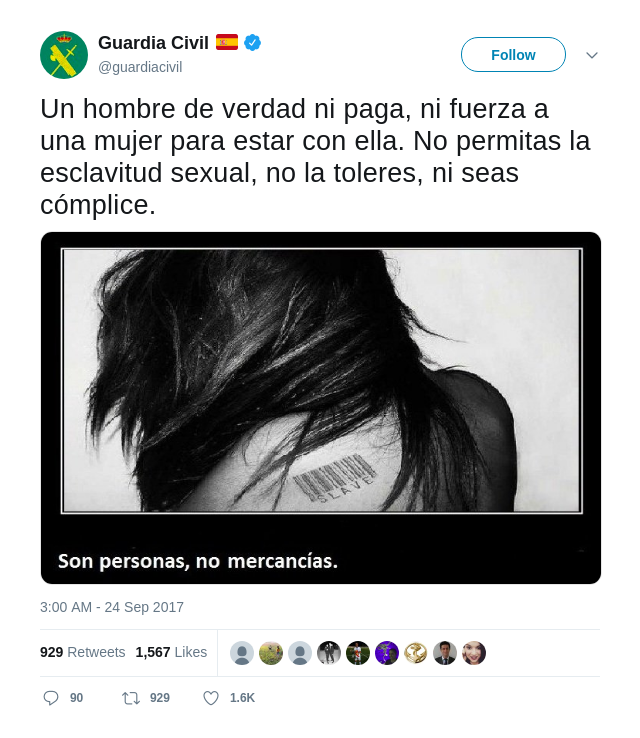 Guardia Civil
@guardiacivil
Follow
Un hombre de verdad ni paga, ni fuerza a
una mujer para estar con ella. No permitas la
esclavitud sexual, no la toleres, ni seas
cómplice.
SLAVE
Son personas, no mercancías.
3:00 AM - 24 Sep 2017
929 Retweets 1,567 Likes
90 929 1.6K